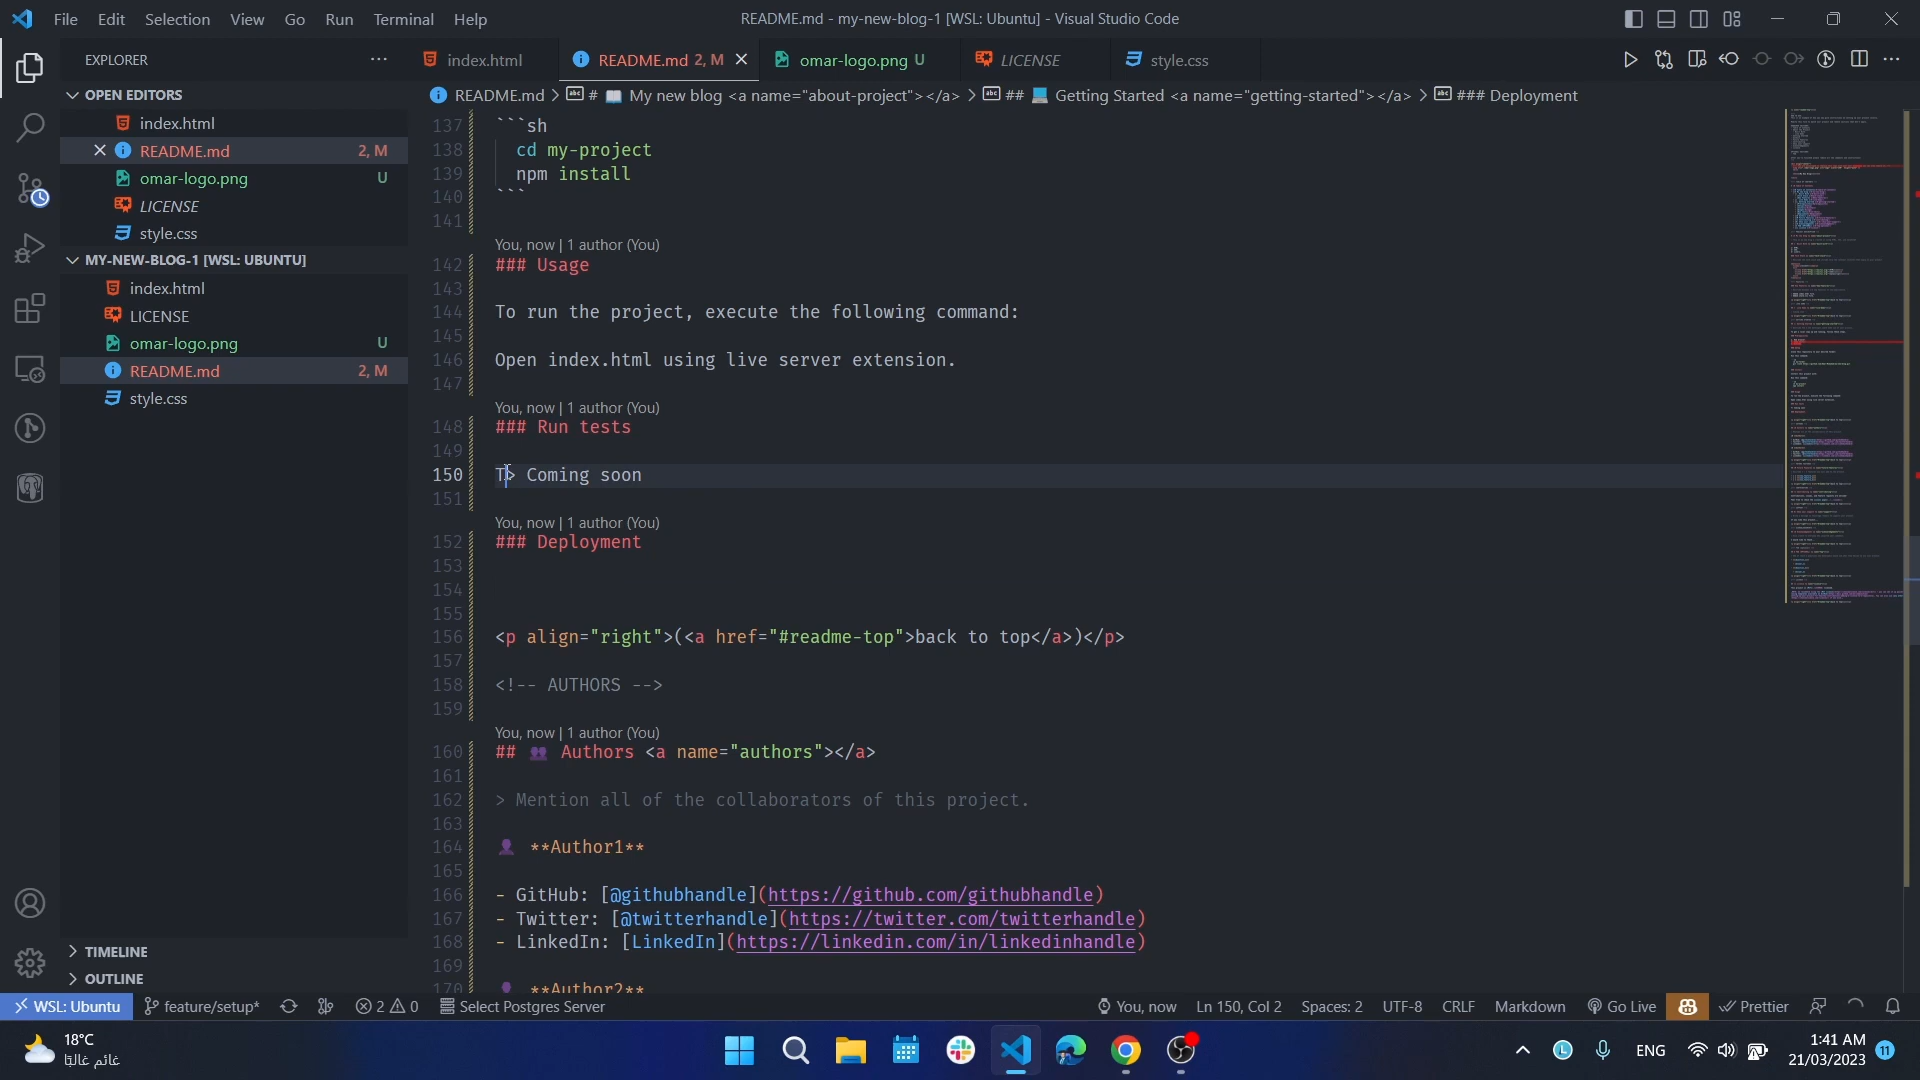 File Edit Selection View Go Run Terminal Help
README.md - my-new-blog-1 [WSL: Ubuntu] - Visual Studio Code
EXPLORER
index.html
README.md 2, M
omar-logo.png U
LICENSE
style.css
OPEN EDITORS
index.html
README.md 2, M
omar-logo.png U
LICENSE
style.css
MY-NEW-BLOG-1 [WSL: UBUNTU]
index.html
LICENSE
omar-logo.png U
README.md 2, M
style.css
TIMELINE
OUTLINE
README.md > # 📖 My new blog <a name="about-project"></a> > ## 💻 Getting Started <a name="getting-started"></a> > ### Deployment
137 ```sh
138 cd my-project
139 npm install
140 ```
141
You, now | 1 author (You)
142 ### Usage
143
144 To run the project, execute the following command:
145
146 Open index.html using live server extension.
147
You, now | 1 author (You)
148 ### Run tests
149
150 T> Coming soon
151
You, now | 1 author (You)
152 ### Deployment
153
154
155
156 <p align="right">(<a href="#readme-top">back to top</a>)</p>
157
158 <!-- AUTHORS -->
159
You, now | 1 author (You)
160 ## 👥 Authors <a name="authors"></a>
161
162 > Mention all of the collaborators of this project.
163
164 👤 **Author1**
165
166 - GitHub: [@githubhandle](https://github.com/githubhandle)
167 - Twitter: [@twitterhandle](https://twitter.com/twitterhandle)
168 - LinkedIn: [LinkedIn](https://linkedin.com/in/linkedinhandle)
169
170 👤 **Author2**
WSL: Ubuntu feature/setup* 2 0 Select Postgres Server You, now Ln 150, Col 2 Spaces: 2 UTF-8 CRLF Markdown Go Live Prettier
18°C
غائم غالبًا
ENG
1:41 AM
21/03/2023
11